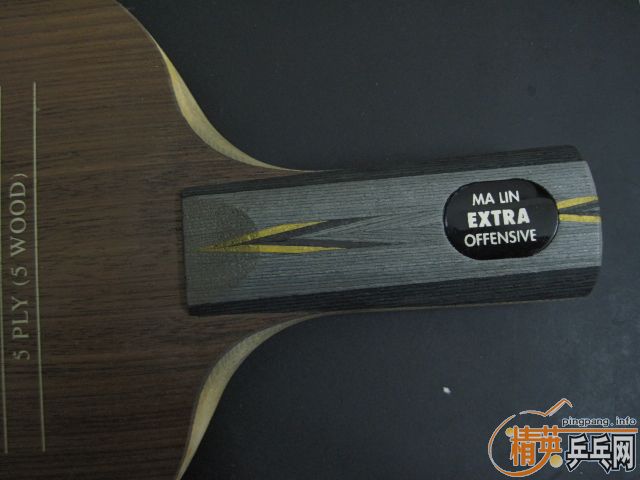 5 PLY (5 WOOD)
MA LIN
EXTRA
OFFENSIVE
pingpang.info
精英乒乓网